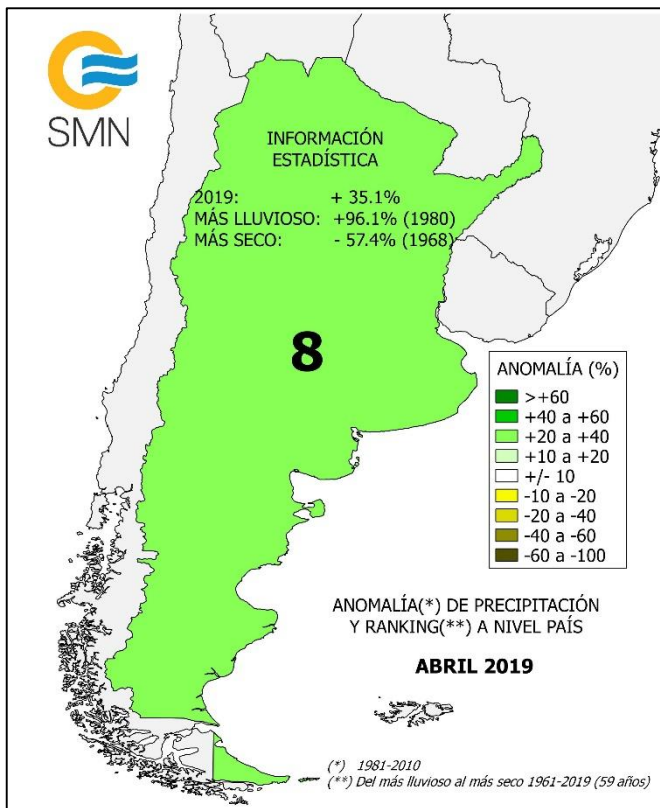 SMN
INFORMACIÓN
ESTADÍSTICA
2019: + 35.1%
MÁS LLUVIOSO: +96.1% (1980)
MÁS SECO: - 57.4% (1968)
8
ANOMALÍA (%)
>+60
+40 a +60
+20 a +40
+10 a +20
+/- 10
-10 a -20
-20 a -40
-40 a -60
-60 a -100
ANOMALÍA(*) DE PRECIPITACIÓN
Y RANKING(**) A NIVEL PAÍS
ABRIL 2019
(*) 1981-2010
(**) Del más lluvioso al más seco 1961-2019 (59 años)